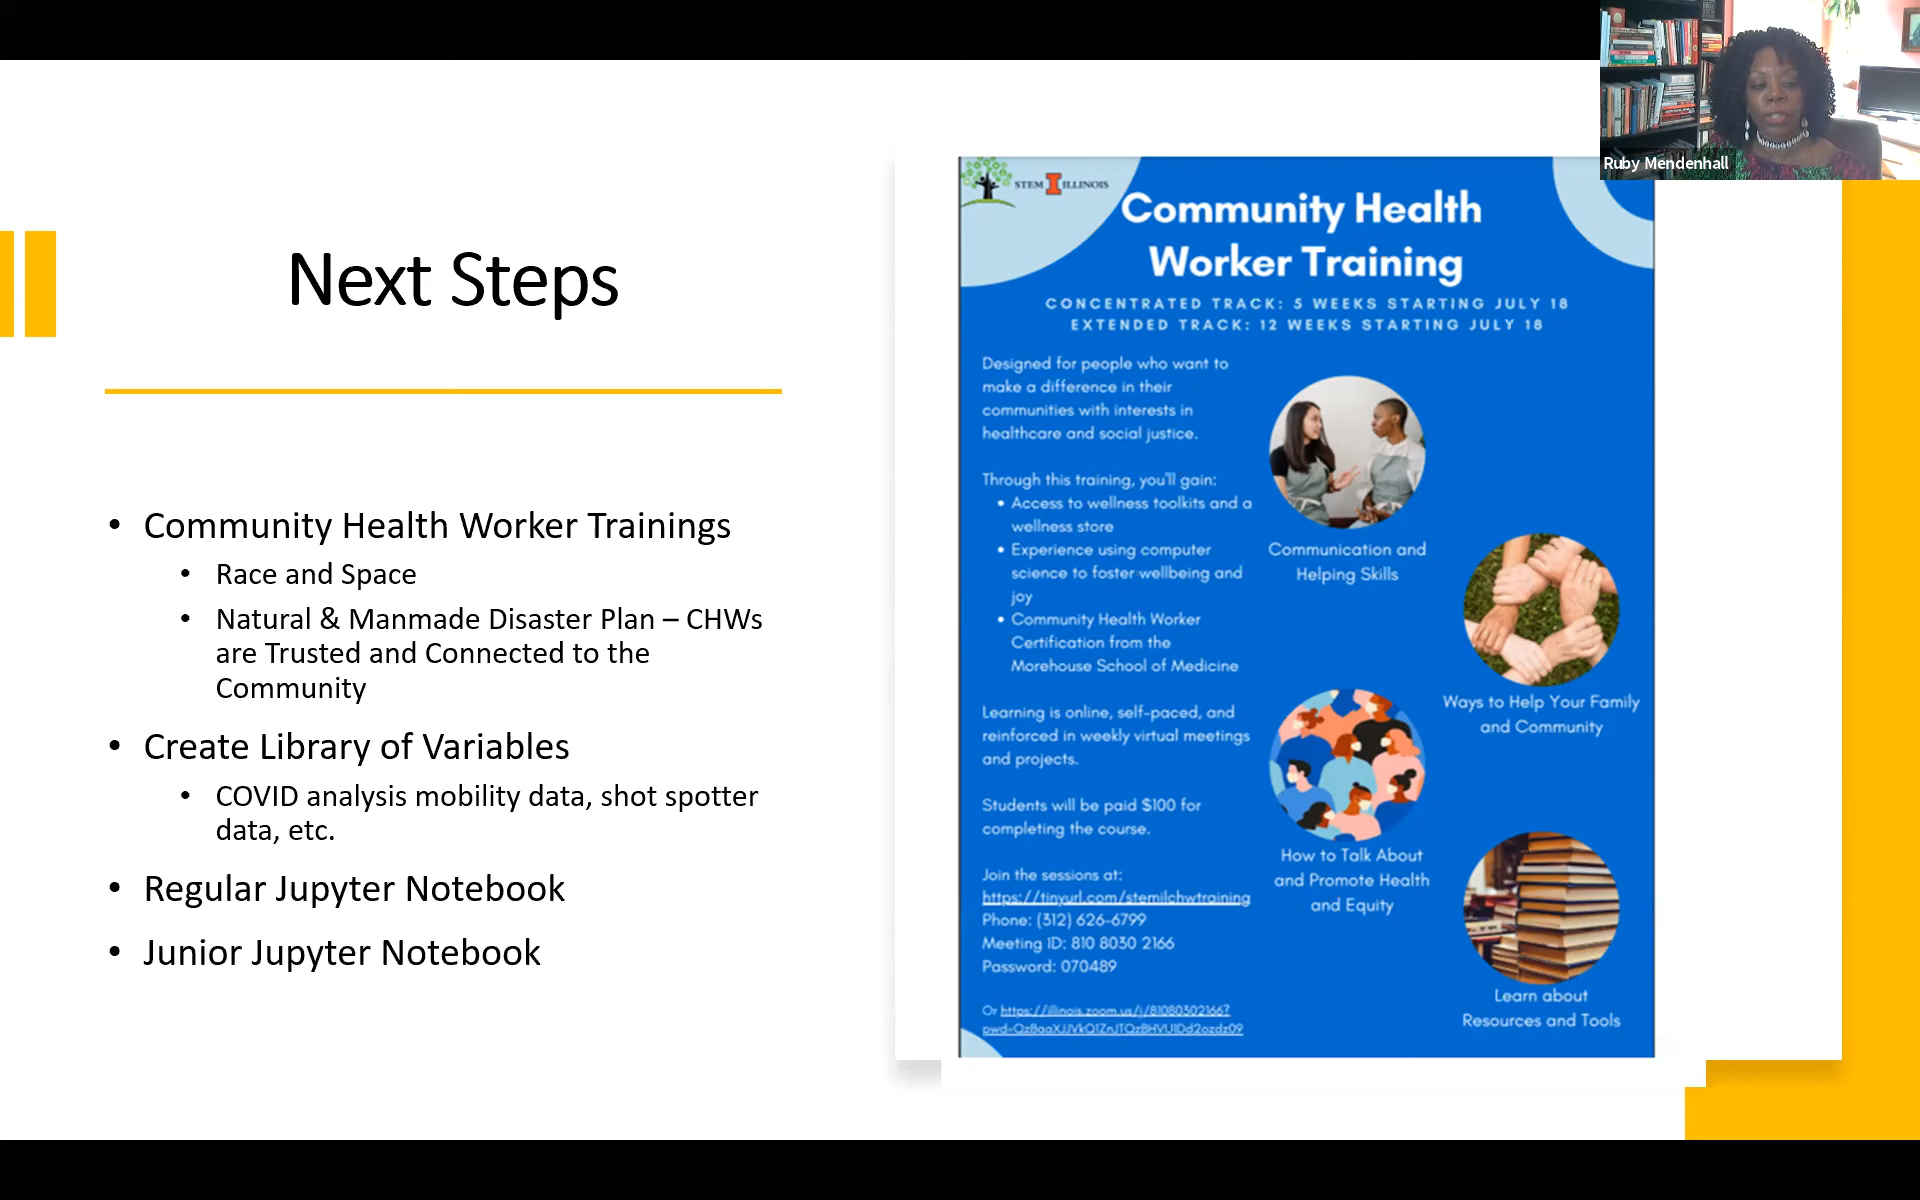 Ruby Mendenhall
Next Steps
• Community Health Worker Trainings
• Race and Space
• Natural & Manmade Disaster Plan – CHWs
are Trusted and Connected to the
Community
• Create Library of Variables
• COVID analysis mobility data, shot spotter
data, etc.
• Regular Jupyter Notebook
• Junior Jupyter Notebook
STEM I ILLINOIS
Community Health
Worker Training
CONCENTRATED TRACK: 5 WEEKS STARTING JULY 18
EXTENDED TRACK: 12 WEEKS STARTING JULY 18
Designed for people who want to
make a difference in their
communities with interests in
healthcare and social justice.
Through this training, you'll gain:
• Access to wellness toolkits and a
wellness store
• Experience using computer
science to foster wellbeing and
joy
• Community Health Worker
Certification from the
Morehouse School of Medicine
Learning is online, self-paced, and
reinforced in weekly virtual meetings
and projects.
Students will be paid $100 for
completing the course.
Join the sessions at:
https://tinyurl.com/stemilchwtraining
Phone: (312) 626-6799
Meeting ID: 810 8030 2166
Password: 070489
Or https://illinois.zoom.us/j/81080302166?
Communication and
Helping Skills
Ways to Help Your Family
and Community
How to Talk About
and Promote Health
and Equity
Learn about
Resources and Tools